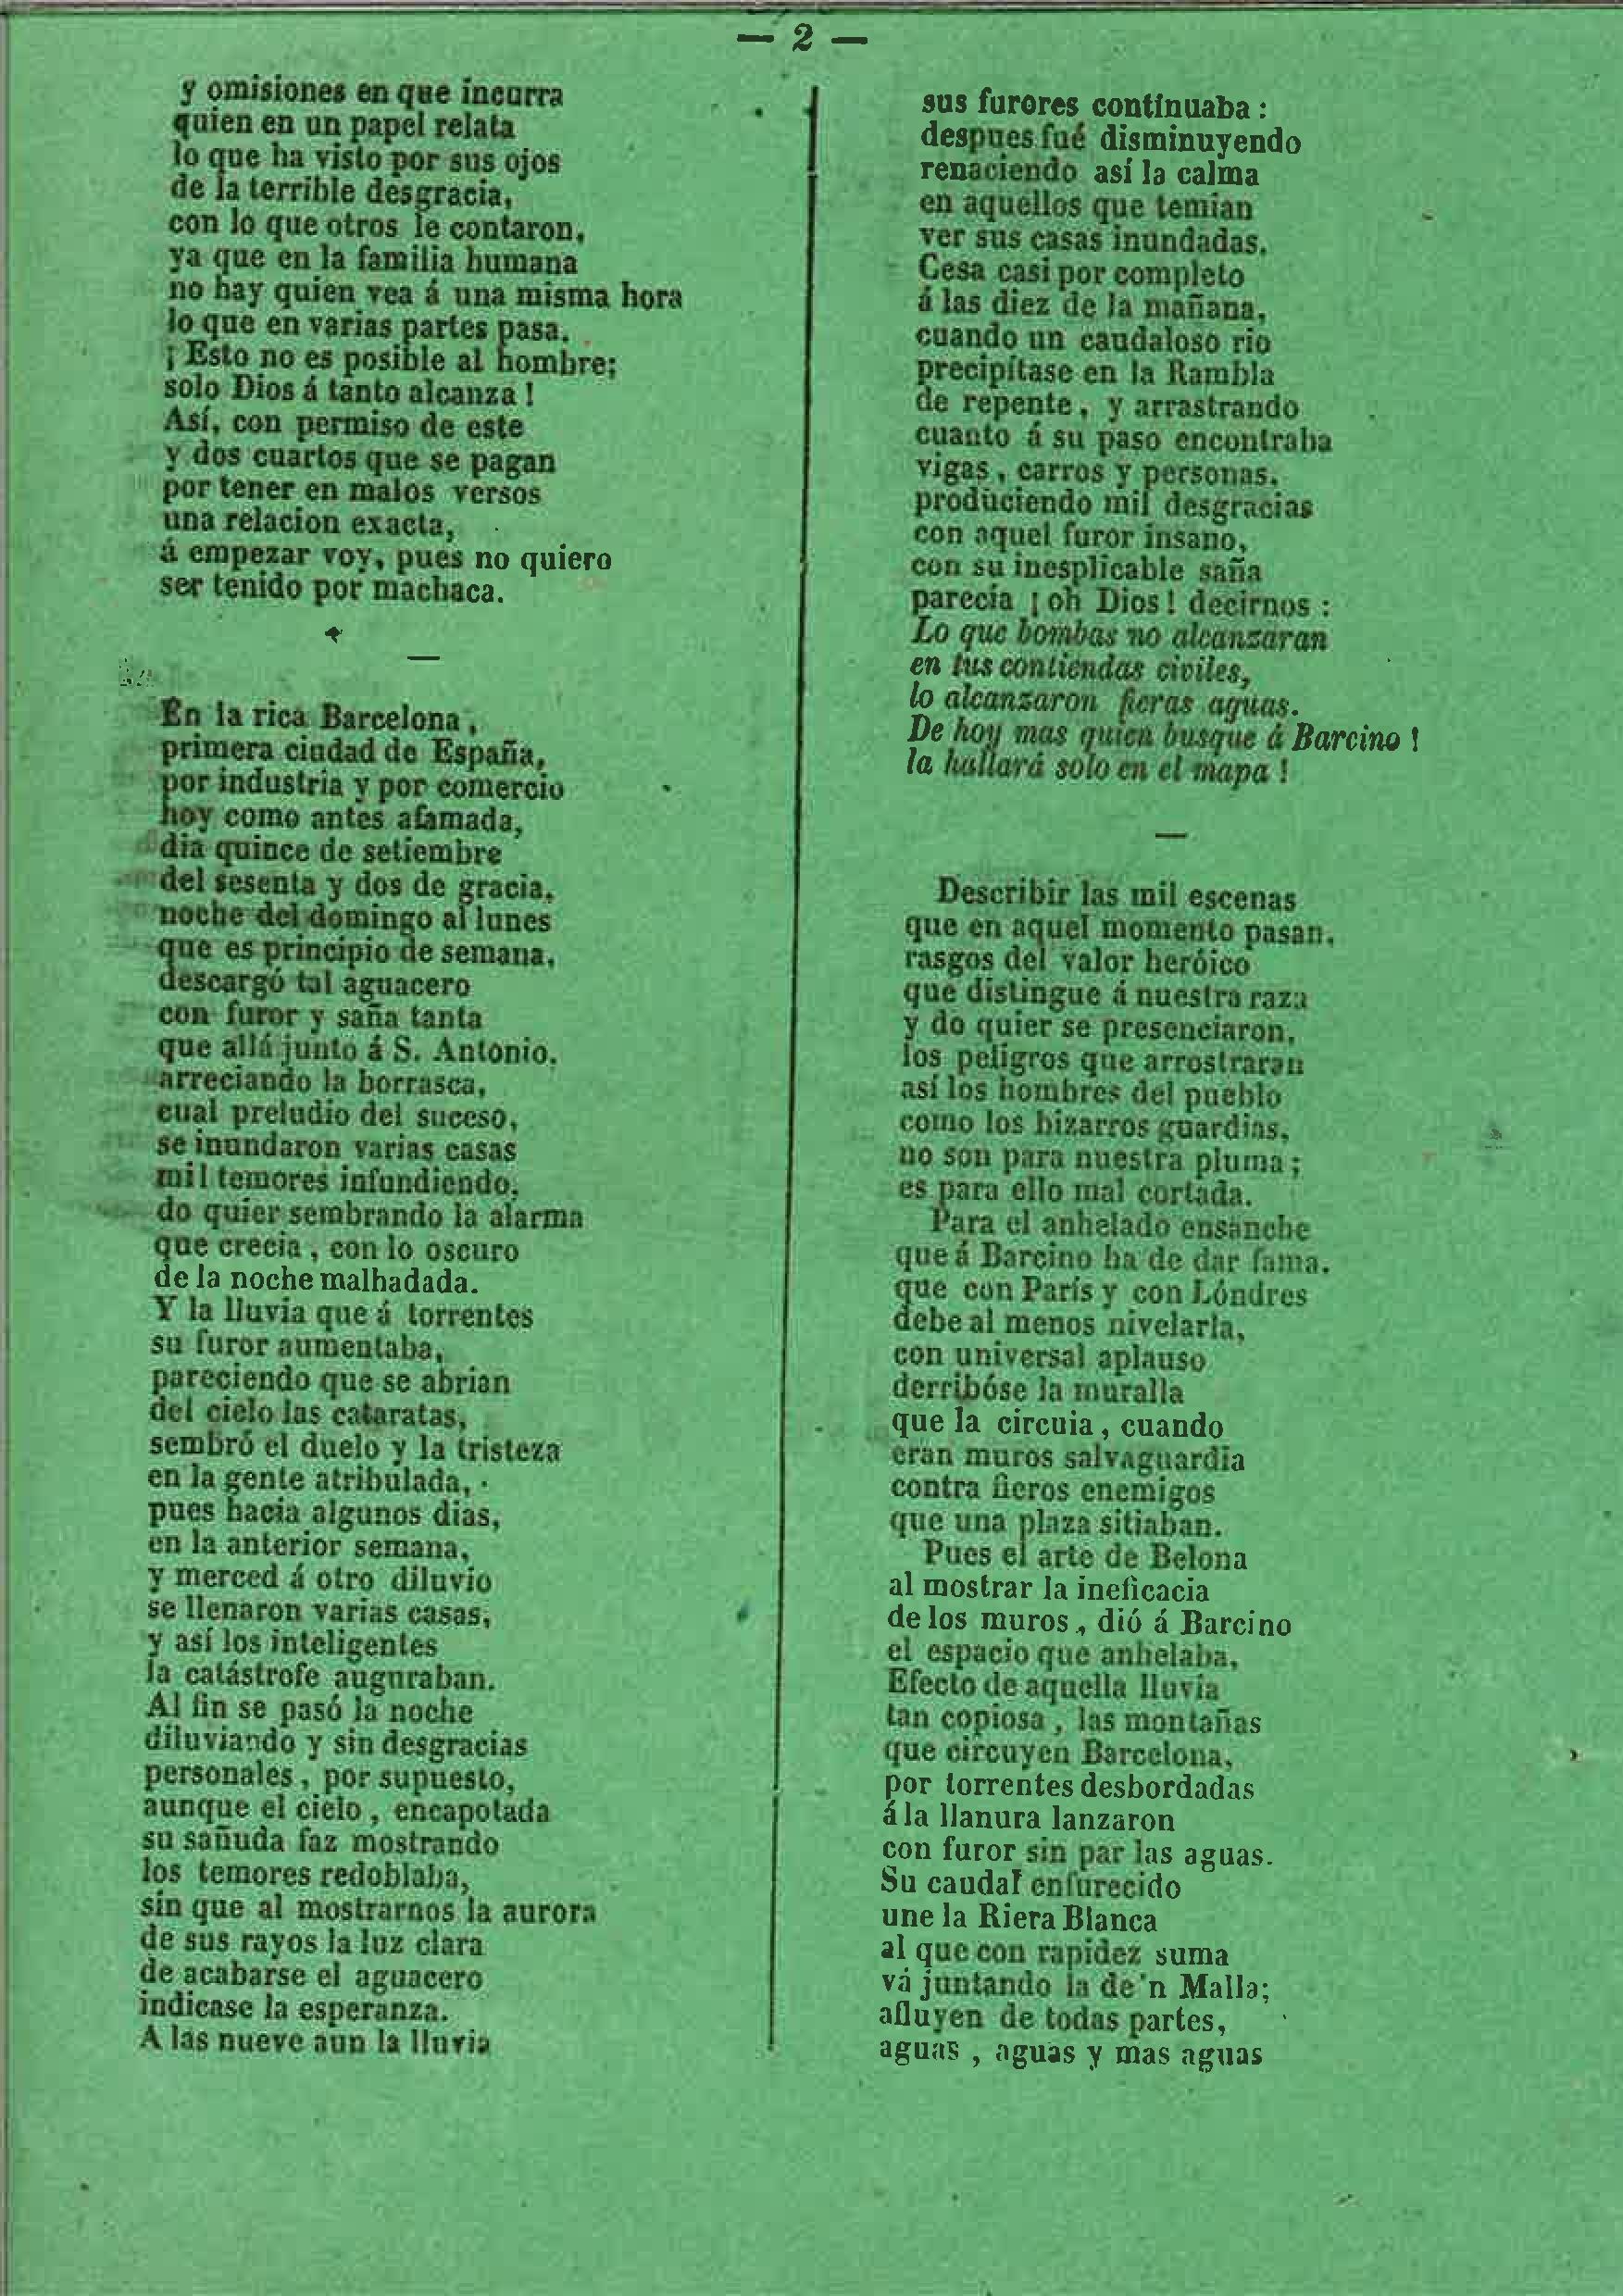 — 2 —
y omisiones en que incurra
quien en un papel relata
lo que ha visto por sus ojos
de la terrible desgracia,
con lo que otros le contaron,
ya que en la familia humana
no hay quien vea á una misma hora
lo que en varias partes pasa.
¡ Esto no es posible al hombre;
solo Dios á tanto alcanza !
Así, con permiso de este
y dos cuartos que se pagan
por tener en malos versos
una relacion exacta,
á empezar voy, pues no quiero
ser tenido por machaca.
—
En la rica Barcelona,
primera ciudad de España,
por industria y por comercio
hoy como antes afamada,
dia quince de setiembre
del sesenta y dos de gracia,
noche del domingo al lunes
que es principio de semana,
descargó tal aguacero
con furor y saña tanta
que allá junto á S. Antonio,
arreciando la borrasca,
cual preludio del suceso,
se inundaron varias casas
mil temores infundiendo,
do quier sembrando la alarma
que crecia, con lo oscuro
de la noche malhadada.
Y la lluvia que á torrentes
su furor aumentaba,
pareciendo que se abrian
del cielo las cataratas,
sembró el duelo y la tristeza
en la gente atribulada,
pues hacia algunos dias,
en la anterior semana,
y merced á otro diluvio
se llenaron varias casas,
y así los inteligentes
la catástrofe auguraban.
Al fin se pasó la noche
diluviando y sin desgracias
personales, por supuesto,
aunque el cielo, encapotada
su sañuda faz mostrando
los temores redoblaba,
sin que al mostrarnos la aurora
de sus rayos la luz clara
de acabarse el aguacero
indicase la esperanza.
A las nueve aun la lluvia
sus furores continuaba :
despues fué disminuyendo
renaciendo así la calma
en aquellos que temian
ver sus casas inundadas.
Cesa casi por completo
á las diez de la mañana,
cuando un caudaloso rio
precipítase en la Rambla
de repente, y arrastrando
cuanto á su paso encontraba
vigas, carros y personas,
produciendo mil desgracias
con aquel furor insano,
con su inesplicable saña
parecia ¡ oh Dios ! decirnos :
Lo que bombas no alcanzaran
en tus contiendas civiles,
lo alcanzaron fieras aguas.
De hoy mas quien busque á Barcino !
la hallará solo en el mapa !
—
Describir las mil escenas
que en aquel momento pasan,
rasgos del valor heróico
que distingue á nuestra raza
y do quier se presenciaron,
los peligros que arrostraran
así los hombres del pueblo
como los bizarros guardias,
no son para nuestra pluma ;
es para ello mal cortada.
Para el anhelado ensanche
que á Barcino ha de dar fama,
que con París y con Lóndres
debe al menos nivelarla,
con universal aplauso
derribóse la muralla
que la circuia, cuando
eran muros salvaguardia
contra fieros enemigos
que una plaza sitiaban.
Pues el arte de Belona
al mostrar la ineficacia
de los muros, dió á Barcino
el espacio que anhelaba.
Efecto de aquella lluvia
tan copiosa, las montañas
que circuyen Barcelona,
por torrentes desbordadas
á la llanura lanzaron
con furor sin par las aguas.
Su caudal enfurecido
une la Riera Blanca
al que con rapidez suma
vá juntando la de 'n Malla;
afluyen de todas partes,
aguas, aguas y mas aguas